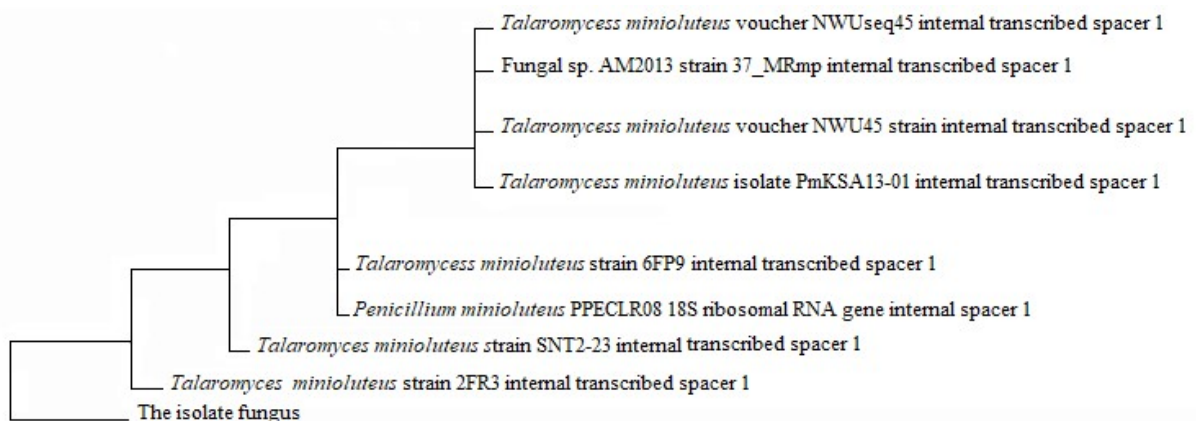 Talaromycess minioluteus voucher NWUseq45 internal transcribed spacer 1
Fungal sp. AM2013 strain 37_MRmp internal transcribed spacer 1
Talaromycess minioluteus voucher NWU45 strain internal transcribed spacer 1
Talaromycess minioluteus isolate PmKSA13-01 internal transcribed spacer 1
Talaromycess minioluteus strain 6FP9 internal transcribed spacer 1
Penicillium minioluteus PPECLR08 18S ribosomal RNA gene internal spacer 1
Talaromyces minioluteus strain SNT2-23 internal transcribed spacer 1
Talaromyces minioluteus strain 2FR3 internal transcribed spacer 1
The isolate fungus